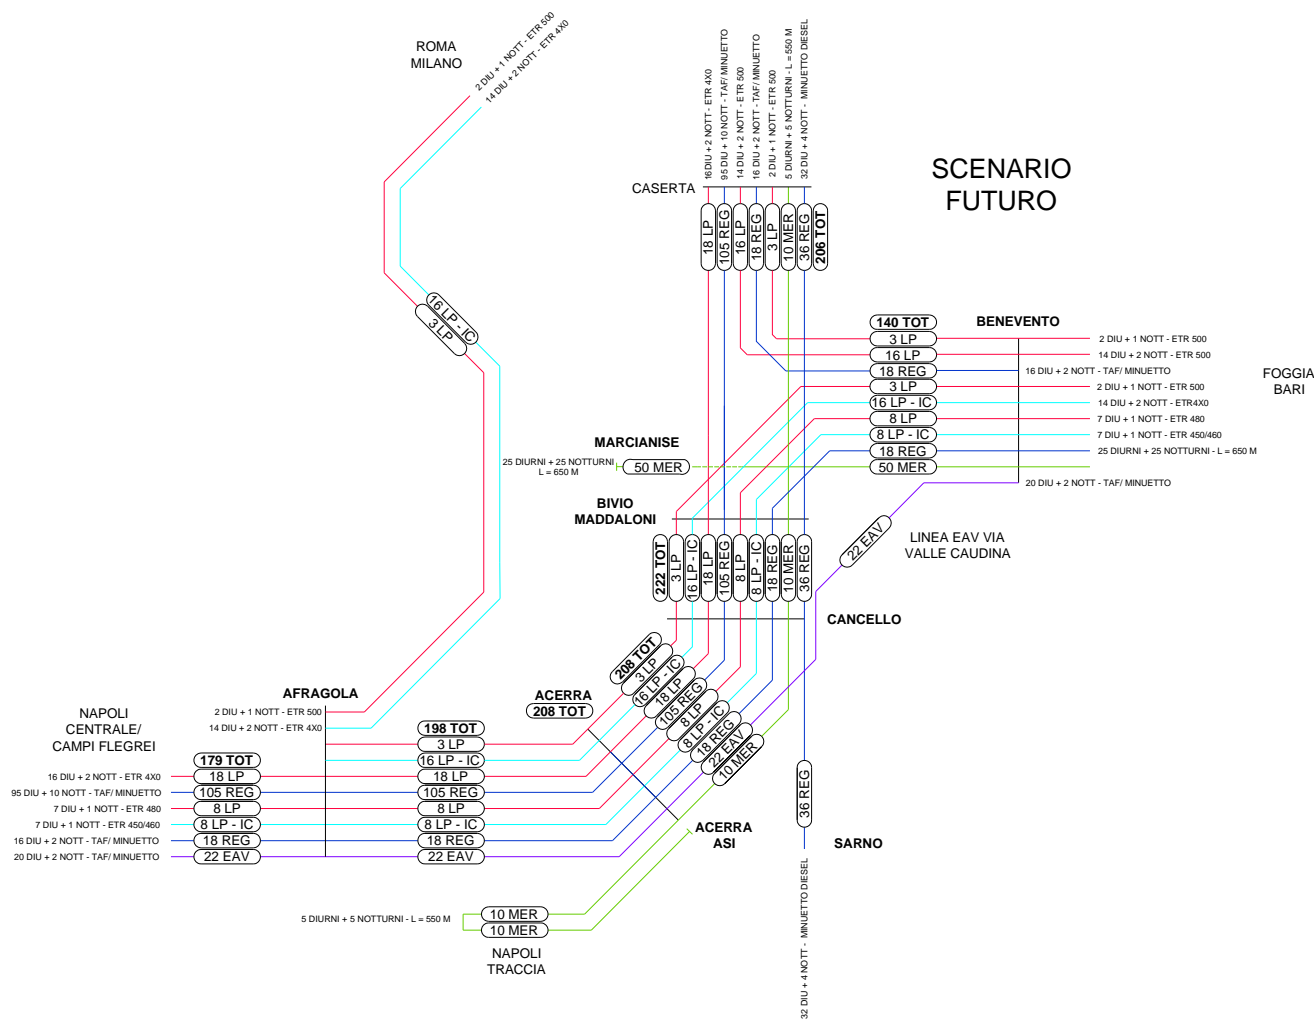 SCENARIO
FUTURO
ROMA
MILANO
2 DIU + 1 NOTT - ETR 500
14 DIU + 2 NOTT - ETR 4X0
16 DIU + 2 NOTT - ETR 4X0
95 DIU + 10 NOTT - TAF/ MINUETTO
14 DIU + 2 NOTT - ETR 500
16 DIU + 2 NOTT - TAF/ MINUETTO
2 DIU + 1 NOTT - ETR 500
5 DIURNI + 5 NOTTURNI - L = 550 M
32 DIU + 4 NOTT - MINUETTO DIESEL
CASERTA
18 LP
105 REG
16 LP
18 REG
3 LP
10 MER
36 REG
206 TOT
16 LP - IC
3 LP
140 TOT
BENEVENTO
3 LP
2 DIU + 1 NOTT - ETR 500
16 LP
14 DIU + 2 NOTT - ETR 500
18 REG
16 DIU + 2 NOTT - TAF/ MINUETTO
3 LP
2 DIU + 1 NOTT - ETR 500
16 LP - IC
14 DIU + 2 NOTT - ETR4X0
8 LP
7 DIU + 1 NOTT - ETR 480
8 LP - IC
7 DIU + 1 NOTT - ETR 450/460
18 REG
25 DIURNI + 25 NOTTURNI - L = 650 M
50 MER
20 DIU + 2 NOTT - TAF/ MINUETTO
FOGGIA
BARI
MARCIANISE
25 DIURNI + 25 NOTTURNI
L = 650 M
50 MER
BIVIO
MADDALONI
22 EAV
LINEA EAV VIA
VALLE CAUDINA
222 TOT
3 LP
16 LP - IC
18 LP
105 REG
8 LP
8 LP - IC
18 REG
10 MER
36 REG
CANCELLO
208 TOT
3 LP
16 LP - IC
18 LP
105 REG
8 LP
8 LP - IC
18 REG
22 EAV
10 MER
ACERRA
208 TOT
AFRAGOLA
2 DIU + 1 NOTT - ETR 500
14 DIU + 2 NOTT - ETR 4X0
NAPOLI
CENTRALE/
CAMPI FLEGREI
198 TOT
3 LP
16 LP - IC
18 LP
105 REG
8 LP
8 LP - IC
18 REG
22 EAV
179 TOT
16 DIU + 2 NOTT - ETR 4X0
18 LP
95 DIU + 10 NOTT - TAF/ MINUETTO
105 REG
7 DIU + 1 NOTT - ETR 480
8 LP
7 DIU + 1 NOTT - ETR 450/460
8 LP - IC
16 DIU + 2 NOTT - TAF/ MINUETTO
18 REG
20 DIU + 2 NOTT - TAF/ MINUETTO
22 EAV
ACERRA
ASI
36 REG
SARNO
32 DIU + 4 NOTT - MINUETTO DIESEL
5 DIURNI + 5 NOTTURNI - L = 550 M
10 MER
10 MER
NAPOLI
TRACCIA